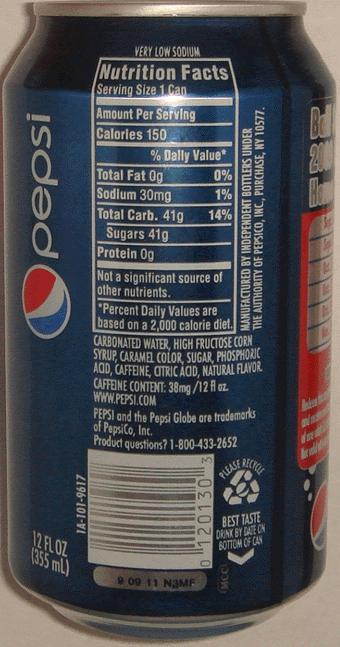 VERY LOW SODIUM
Nutrition Facts
Serving Size 1 Can
Amount Per Serving
Calories 150
% Daily Value*
Total Fat 0g 0%
Sodium 30mg 1%
Total Carb. 41g 14%
Sugars 41g
Protein 0g
Not a significant source of
other nutrients.
*Percent Daily Values are
based on a 2,000 calorie diet.
MANUFACTURED BY INDEPENDENT BOTTLERS UNDER
THE AUTHORITY OF PEPSICO, INC., PURCHASE, NY 10577.
CARBONATED WATER, HIGH FRUCTOSE CORN
SYRUP, CARAMEL COLOR, SUGAR, PHOSPHORIC
ACID, CAFFEINE, CITRIC ACID, NATURAL FLAVOR.
CAFFEINE CONTENT: 38mg/12 fl oz.
WWW.PEPSI.COM
PEPSI and the Pepsi Globe are trademarks
of PepsiCo, Inc.
Product questions? 1-800-433-2652
pepsi
12 FL OZ
(355 mL)
1A-101-9617
0 120130 3
PLEASE RECYCLE
BEST TASTE
DRINK BY DATE ON
BOTTOM OF CAN
MCC
9 09 11 N3MF